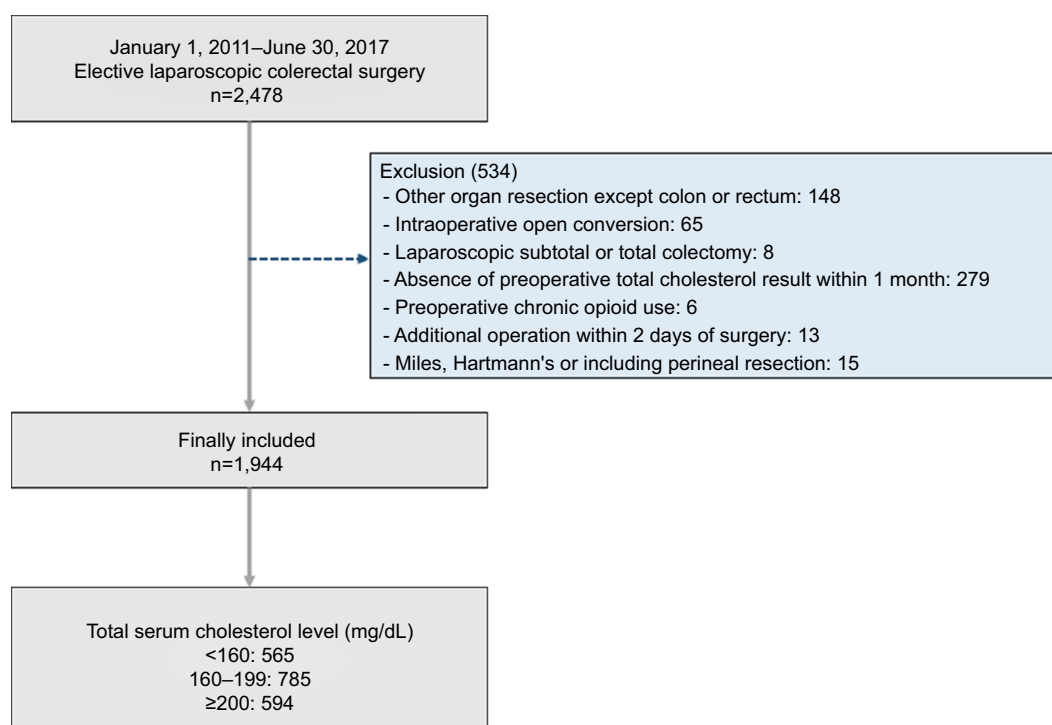 January 1, 2011–June 30, 2017
Elective laparoscopic colerectal surgery
n=2,478
Exclusion (534)
- Other organ resection except colon or rectum: 148
- Intraoperative open conversion: 65
- Laparoscopic subtotal or total colectomy: 8
- Absence of preoperative total cholesterol result within 1 month: 279
- Preoperative chronic opioid use: 6
- Additional operation within 2 days of surgery: 13
- Miles, Hartmann's or including perineal resection: 15
Finally included
n=1,944
Total serum cholesterol level (mg/dL)
<160: 565
160–199: 785
≥200: 594